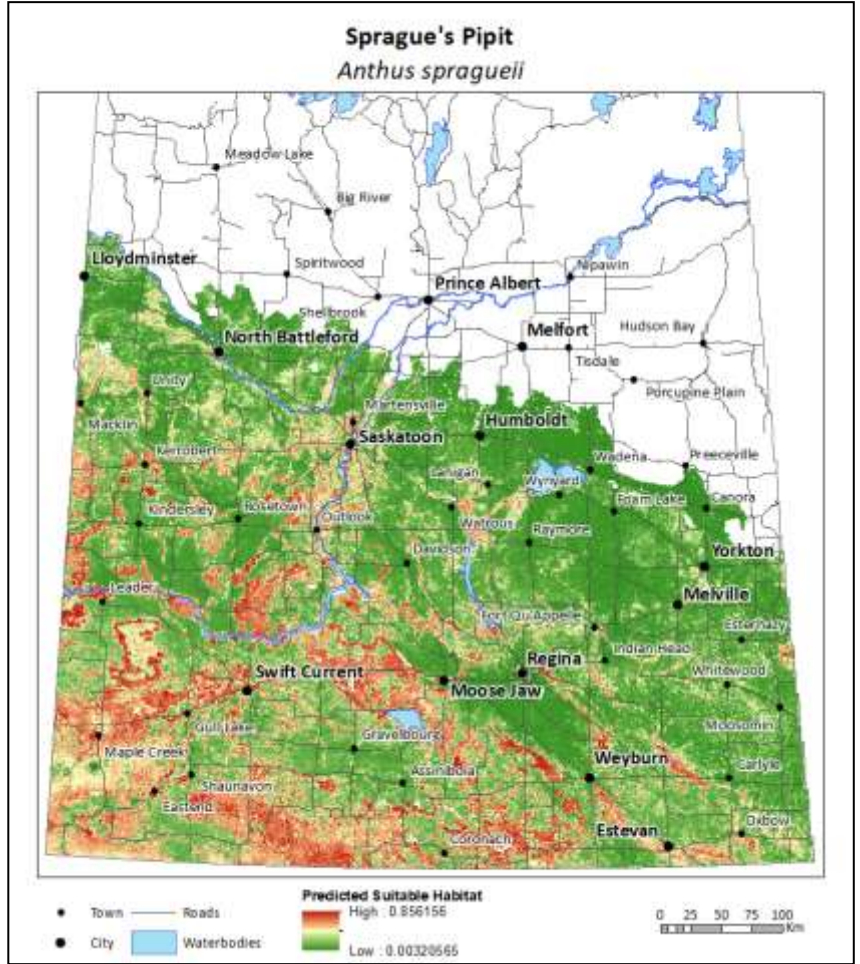 Sprague's Pipit
Anthus spragueii
Meadow Lake
Big River
Lloydminster
Spiritwood
Nipawin
Prince Albert
Shellbrook
Hudson Bay
North Battleford
Melfort
Tisdale
Unity
Porcupine Plain
Macklin
Martensville
Humboldt
Saskatoon
Kerrobert
Wadena
Preeceville
Lanigan
Wynyard
Kindersley
Rosetown
Outlook
Watrous
Foam Lake
Canora
Raymore
Davidson
Yorkton
Leader
Melville
Fort Qu'Appelle
Esterhazy
Indian Head
Swift Current
Regina
Whitewood
Moose Jaw
Moosomin
Gull Lake
Gravelbourg
Maple Creek
Weyburn
Shaunavon
Assiniboia
Carlyle
Eastend
Estevan
Oxbow
Coronach
Predicted Suitable Habitat
Town Roads High : 0.856156
0 25 50 75 100
Km
City Waterbodies
Low : 0.00320565